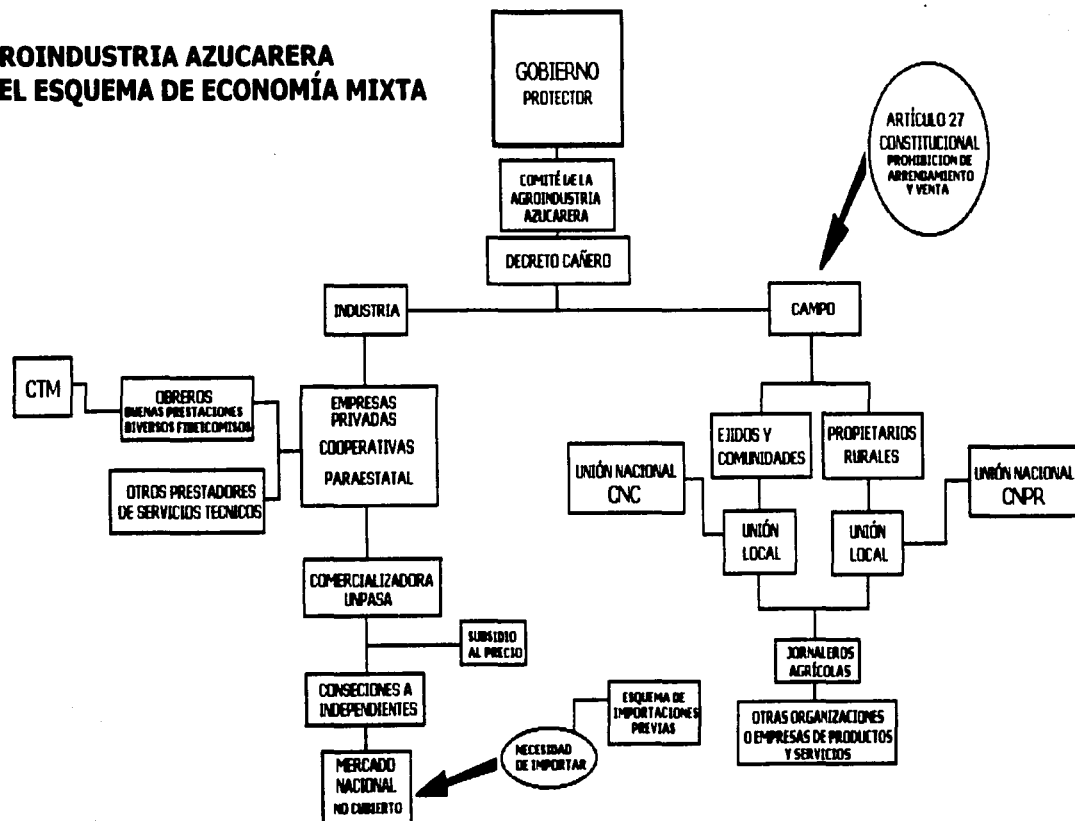 ROINDUSTRIA AZUCARERA
EL ESQUEMA DE ECONOMÍA MIXTA
GOBIERNO
PROTECTOR
ARTÍCULO 27
CONSTITUCIONAL
PROHIBICION DE
ARRENDAMIENTO
Y VENTA
COMITÉ DE LA
AGROINDUSTRIA
AZUCARERA
DECRETO CAÑERO
INDUSTRIA
CAMPO
CTM
OBREROS
BUENAS PRESTACIONES
DIVERSOS FIDEICOMISOS
EMPRESAS
PRIVADAS
COOPERATIVAS
PARAESTATAL
OTROS PRESTADORES
DE SERVICIOS TECNICOS
EJIDOS Y
COMUNIDADES
PROPIETARIOS
RURALES
UNIÓN NACIONAL
CNC
UNIÓN NACIONAL
CNPR
UNIÓN
LOCAL
UNIÓN
LOCAL
COMERCIALIZADORA
UNPASA
SUBSIDIO
AL PRECIO
JORNALEROS
AGRÍCOLAS
CONSECIONES A
INDEPENDIENTES
ESQUEMA DE
IMPORTACIONES
PREVIAS
OTRAS ORGANIZACIONES
O EMPRESAS DE PRODUCTOS
Y SERVICIOS
NECESIDAD
DE IMPORTAR
MERCADO
NACIONAL
NO CUBIERTO